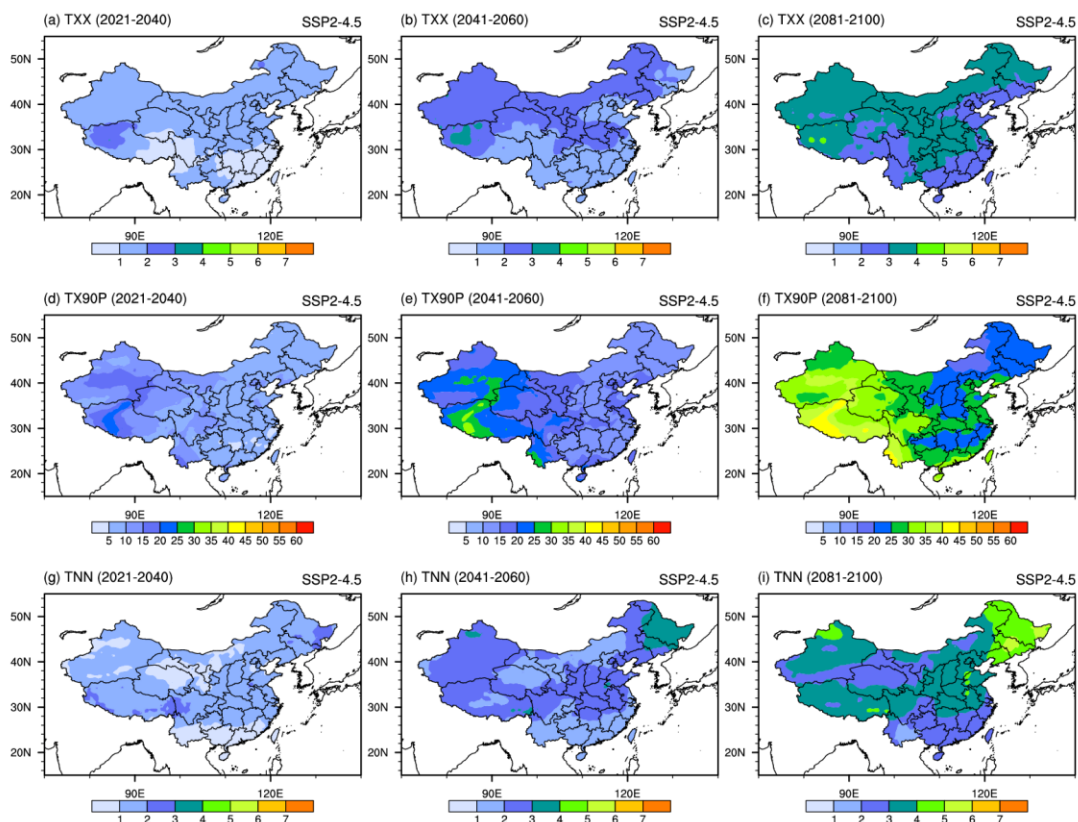 (a) TXX (2021-2040) SSP2-4.5 (b) TXX (2041-2060) SSP2-4.5 (c) TXX (2081-2100) SSP2-4.5
50N 50N 50N
40N 40N 40N
30N 30N 30N
20N 20N 20N
90E 120E 90E 120E 90E 120E
1 2 3 4 5 6 7 1 2 3 4 5 6 7 1 2 3 4 5 6 7
(d) TX90P (2021-2040) SSP2-4.5 (e) TX90P (2041-2060) SSP2-4.5 (f) TX90P (2081-2100) SSP2-4.5
50N 50N 50N
40N 40N 40N
30N 30N 30N
20N 20N 20N
90E 120E 90E 120E 90E 120E
5 10 15 20 25 30 35 40 45 50 55 60 5 10 15 20 25 30 35 40 45 50 55 60 5 10 15 20 25 30 35 40 45 50 55 60
(g) TNN (2021-2040) SSP2-4.5 (h) TNN (2041-2060) SSP2-4.5 (i) TNN (2081-2100) SSP2-4.5
50N 50N 50N
40N 40N 40N
30N 30N 30N
20N 20N 20N
90E 120E 90E 120E 90E 120E
1 2 3 4 5 6 7 1 2 3 4 5 6 7 1 2 3 4 5 6 7